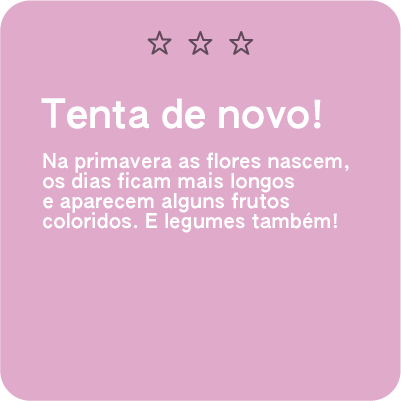 Tenta de novo!
Na primavera as flores nascem,
os dias ficam mais longos
e aparecem alguns frutos
coloridos. E legumes também!